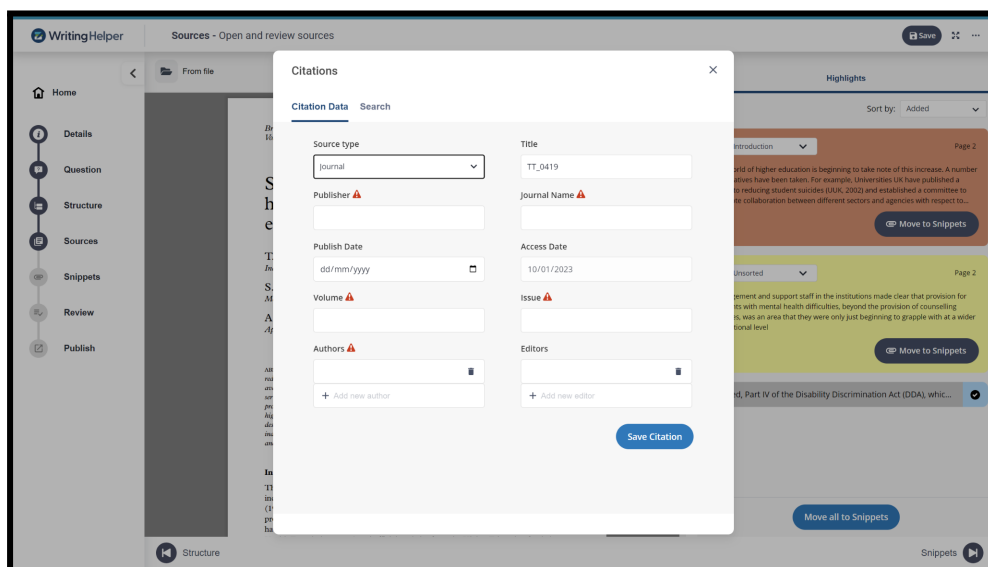 WritingHelper
Sources - Open and review sources
Save
Home
Details
Question
Structure
Sources
Snippets
Review
Publish
From file
Citations
Citation Data Search
Source type
Journal
Title
TT_0419
Publisher
Journal Name
Publish Date
dd/mm/yyyy
Access Date
10/01/2023
Volume
Issue
Authors
Editors
+ Add new author
+ Add new editor
Save Citation
Highlights
Sort by: Added
Introduction
Page 2
of higher education is beginning to take note of this increase. A number
have been taken. For example, Universities UK have published a
to reducing student suicides (UUK, 2002) and established a committee to
collaboration between different sectors and agencies with respect to...
Move to Snippets
Unsorted
Page 2
and support staff in the institutions made clear that provision for
with mental health difficulties, beyond the provision of counselling
was an area that they were only just beginning to grapple with at a wider
level
Move to Snippets
Part IV of the Disability Discrimination Act (DDA), whic...
Move all to Snippets
Structure
Snippets